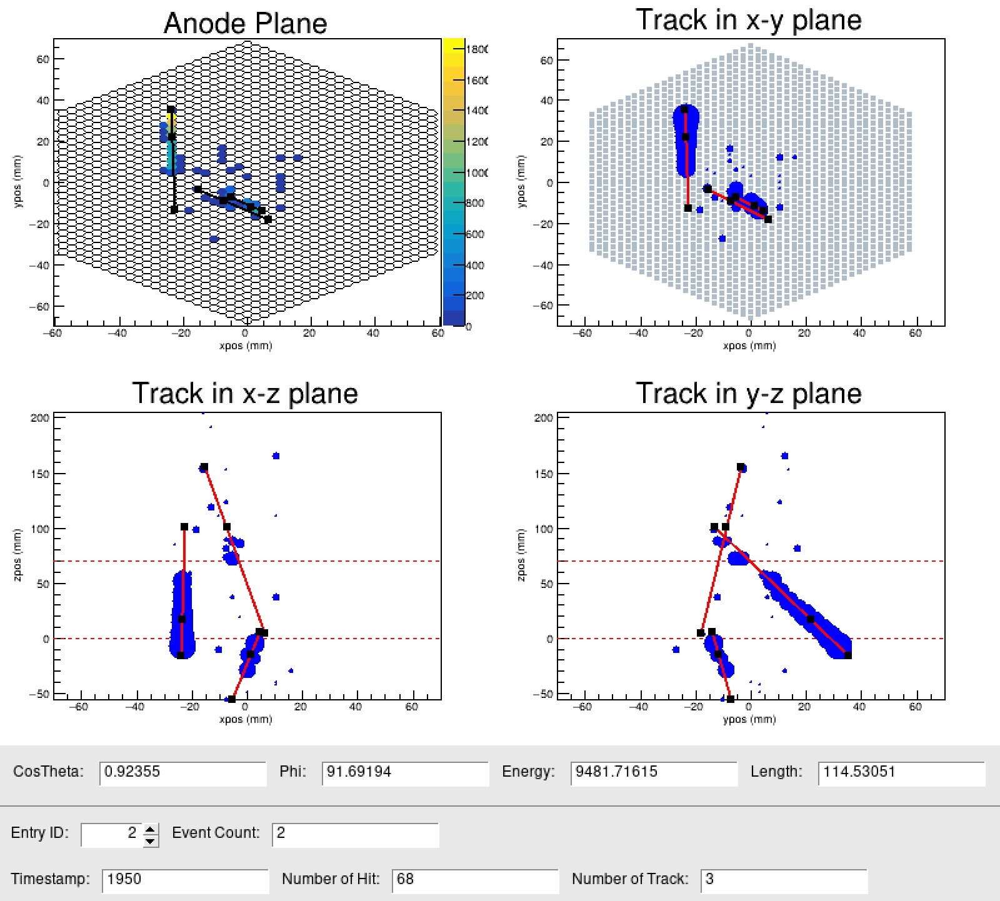 Anode Plane
60
40
20
0
−20
−40
−60
−60 −40 −20 0 20 40 60
xpos (mm)
ypos (mm)
1800
1600
1400
1200
1000
800
600
400
200
0
Track in x-y plane
60
40
20
0
−20
−40
−60
−60 −40 −20 0 20 40 60
xpos (mm)
ypos (mm)
Track in x-z plane
200
150
100
50
0
−50
−60 −40 −20 0 20 40 60
xpos (mm)
zpos (mm)
Track in y-z plane
200
150
100
50
0
−50
−60 −40 −20 0 20 40 60
ypos (mm)
zpos (mm)
CosTheta: 0.92355 Phi: 91.69194 Energy: 9481.71615 Length: 114.53051
Entry ID: 2 Event Count: 2
Timestamp: 1950 Number of Hit: 68 Number of Track: 3